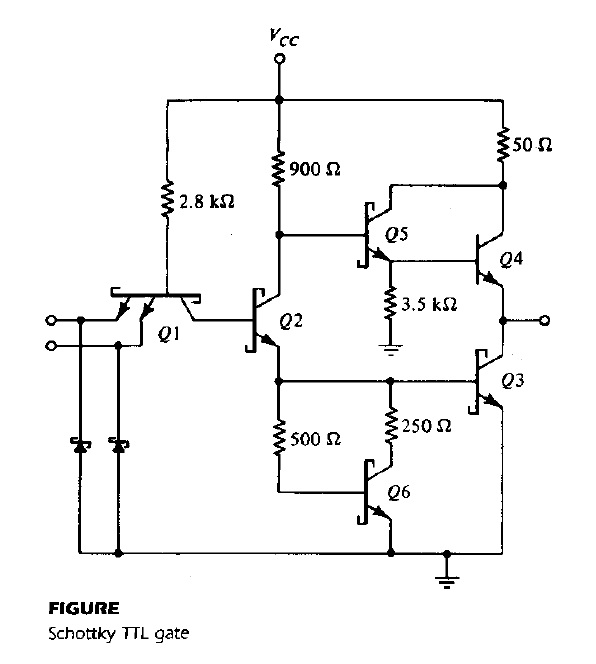 VCC
50 Ω
900 Ω
2.8 kΩ
Q5
Q4
3.5 kΩ
Q1
Q2
Q3
500 Ω
250 Ω
Q6
FIGURE
Schottky TTL gate